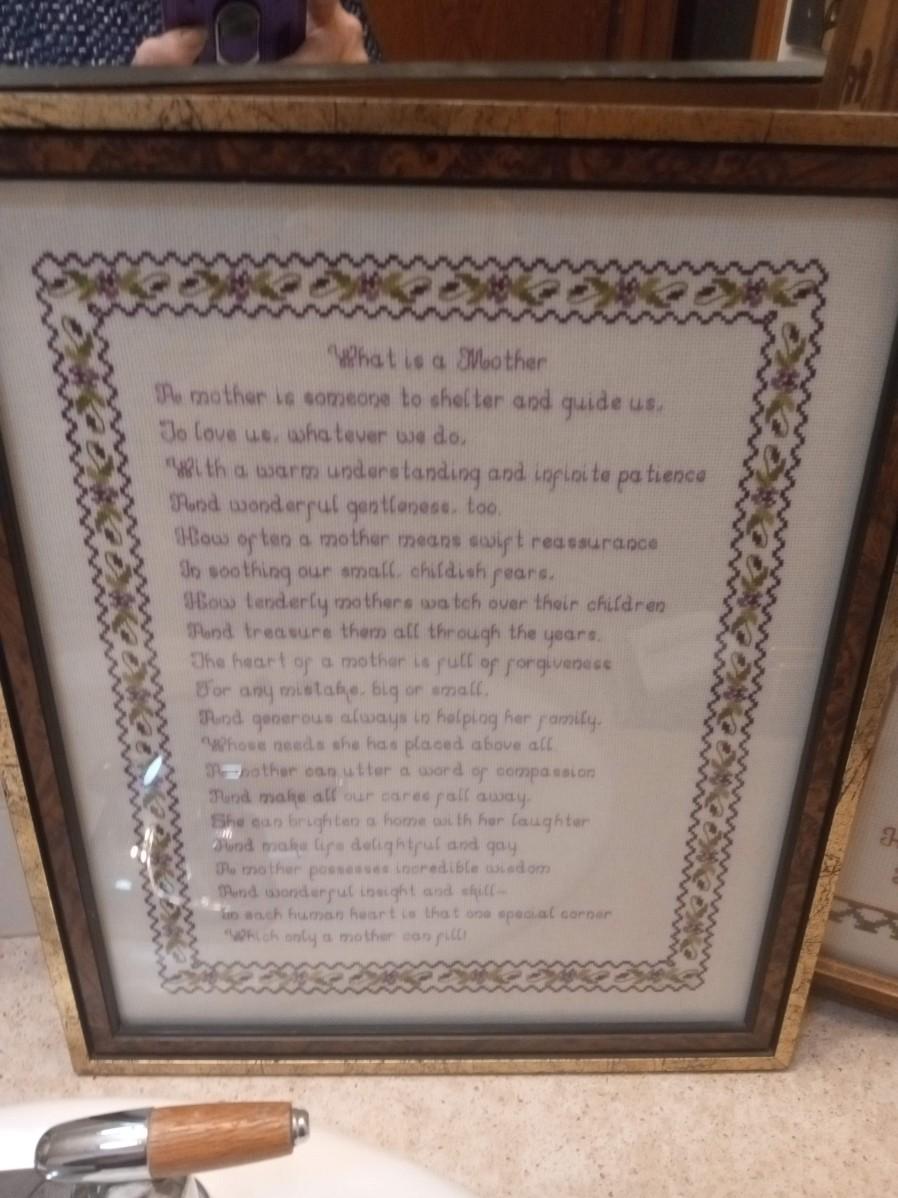 What is a Mother
A mother is someone to shelter and guide us,
To love us, whatever we do,
With a warm understanding and infinite patience
And wonderful gentleness, too.
How often a mother means swift reassurance
In soothing our small, childish fears,
How tenderly mothers watch over their children
And treasure them all through the years.
The heart of a mother is full of forgiveness
For any mistake, big or small,
And generous always in helping her family,
Whose needs she has placed above all.
A mother can utter a word of compassion
And make all our cares fall away,
She can brighten a home with her laughter
And make life delightful and gay
A mother possesses incredible wisdom
And wonderful insight and skill-
In each human heart is that one special corner
Which only a mother can fill!